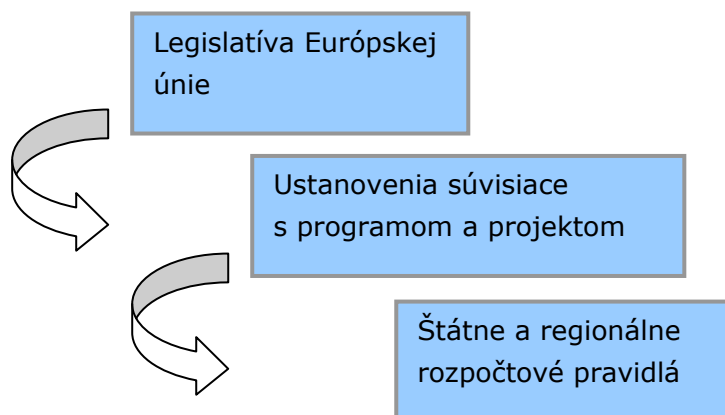 Legislatíva Európskej
únie
Ustanovenia súvisiace
s programom a projektom
Štátne a regionálne
rozpočtové pravidlá